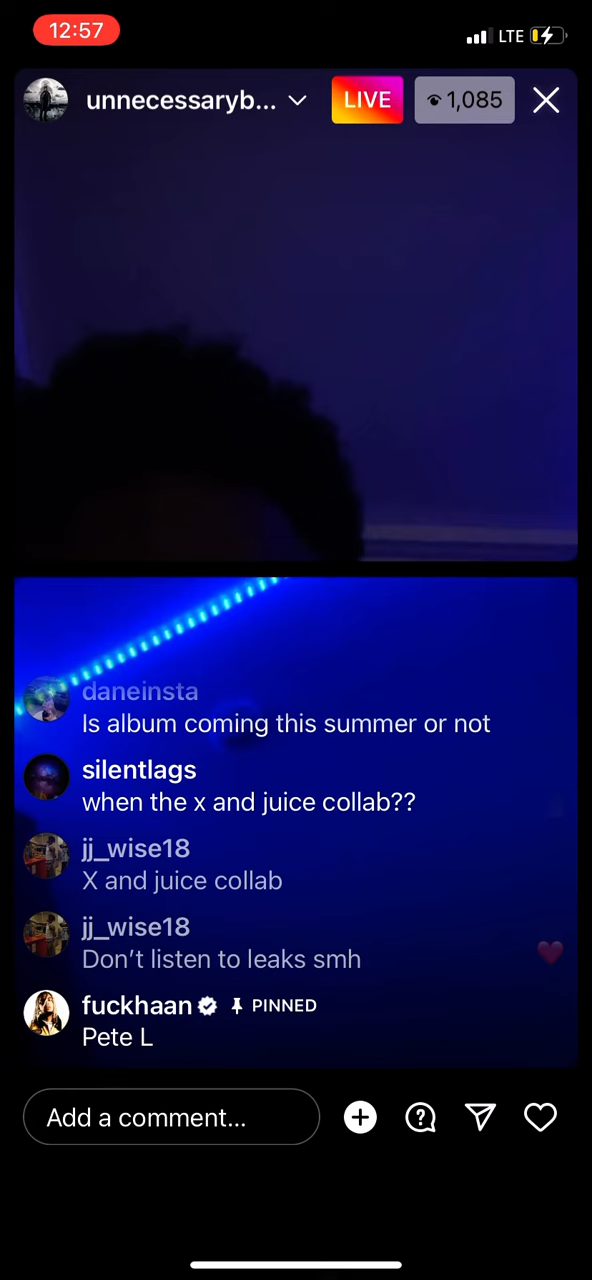 12:57
LTE
unnecessaryb...
LIVE
1,085
daneinsta
Is album coming this summer or not
silentlags
when the x and juice collab??
jj_wise18
X and juice collab
jj_wise18
Don’t listen to leaks smh
fuckhaan PINNED
Pete L
Add a comment...